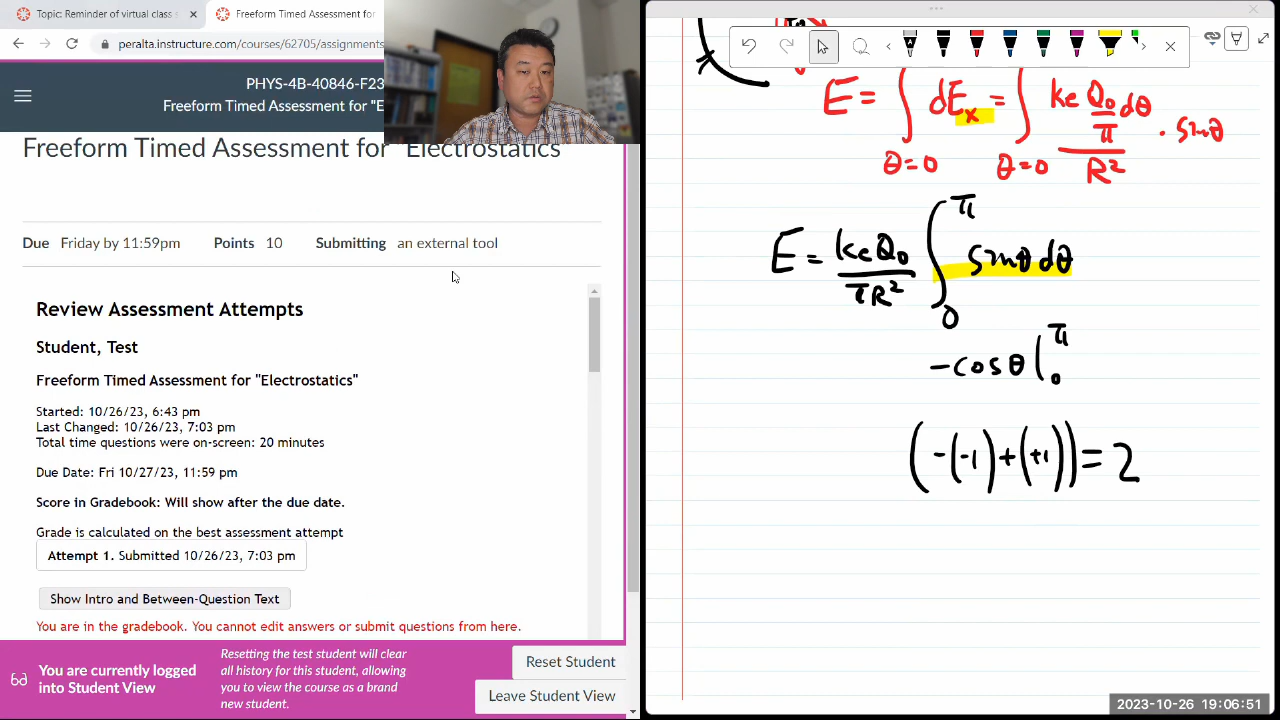 Topic: Reminder of virtual class
Freeform Timed Assessment for
peralta.instructure.com/courses/62705/assignments
PHYS-4B-40846-F23
Freeform Timed Assessment for "E
Freeform Timed Assessment for "Electrostatics"
Due Friday by 11:59pm Points 10 Submitting an external tool
Review Assessment Attempts
Student, Test
Freeform Timed Assessment for "Electrostatics"
Started: 10/26/23, 6:43 pm
Last Changed: 10/26/23, 7:03 pm
Total time questions were on-screen: 20 minutes
Due Date: Fri 10/27/23, 11:59 pm
Score in Gradebook: Will show after the due date.
Grade is calculated on the best assessment attempt
Attempt 1. Submitted 10/26/23, 7:03 pm
Show Intro and Between-Question Text
You are in the gradebook. You cannot edit answers or submit questions from here.
You are currently logged into Student View
Resetting the test student will clear
all history for this student, allowing
you to view the course as a brand
new student.
Reset Student
Leave Student View
E = ∫_{θ=0} dE_x = ∫_{θ=0} (ke (Q₀/π) dθ)/R² · sinθ
E = keQ₀/πR² ∫₀^π sinθ dθ
-cosθ |₀^π
(-(-1)+(+1)) = 2
2023-10-26 19:06:51